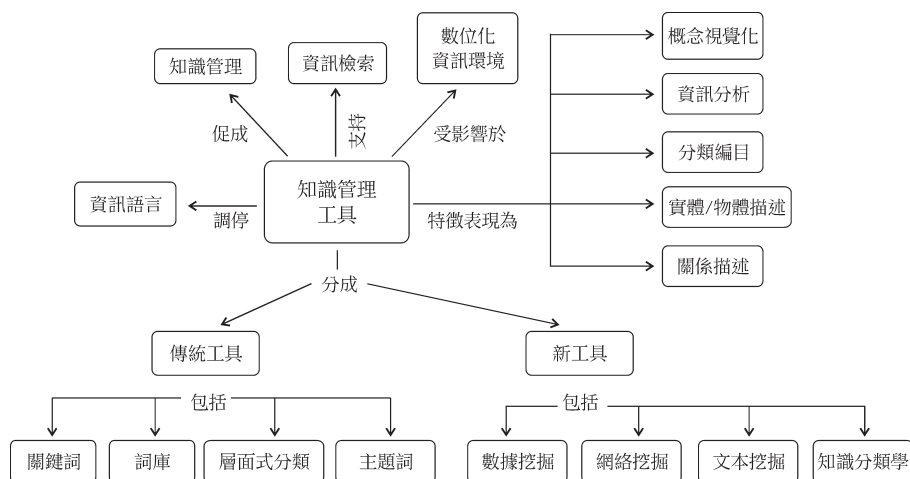 數位化
資訊環境
概念視覺化
知識管理
資訊檢索
資訊分析
促成
支持
受影響於
分類編目
知識管理
工具
資訊語言
調停
特徵表現為
實體/物體描述
關係描述
分成
傳統工具
新工具
包括
包括
關鍵詞
詞庫
層面式分類
主題詞
數據挖掘
網絡挖掘
文本挖掘
知識分類學